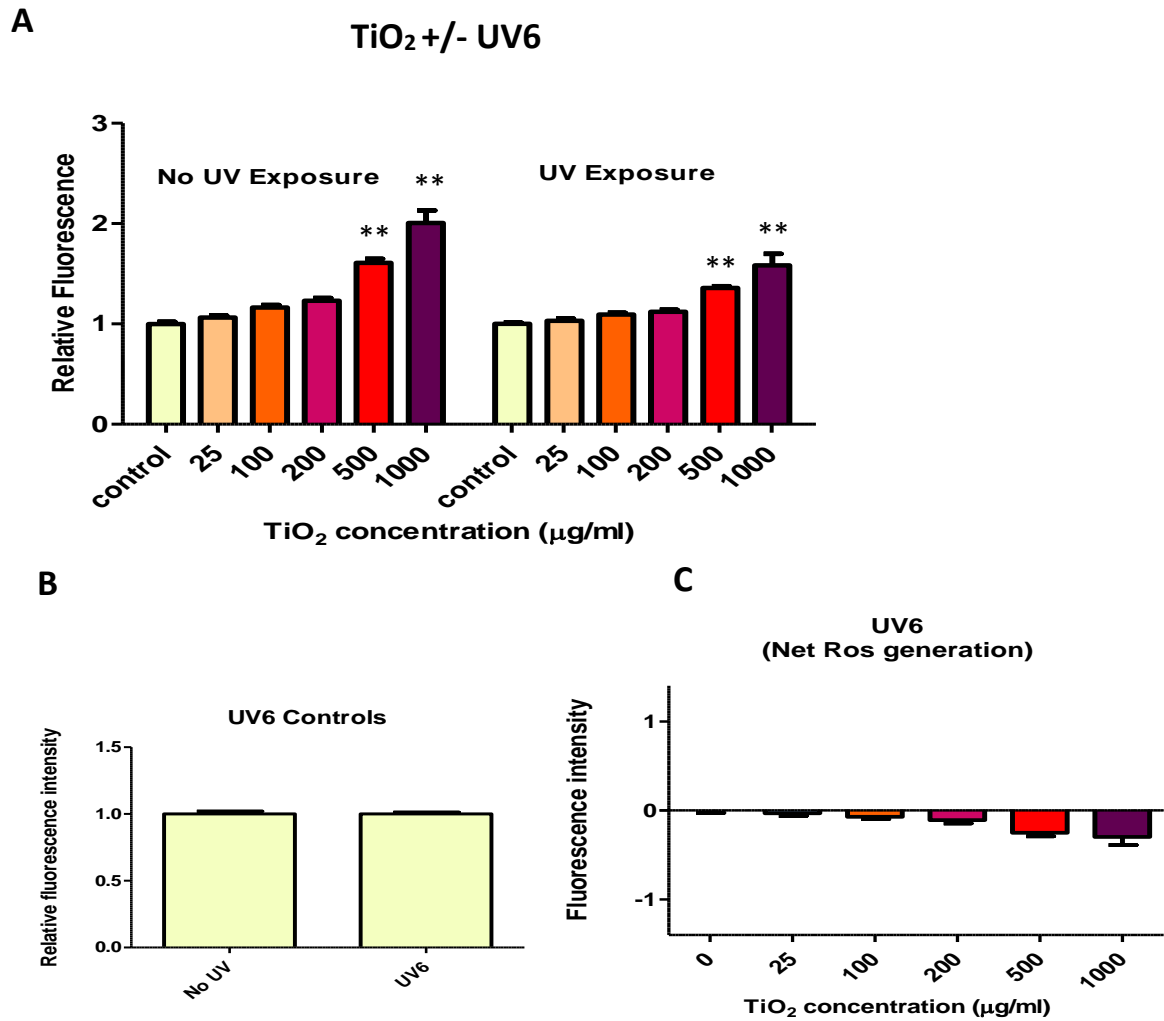 A
TiO₂ +/- UV6
Relative Fluorescence
3
2
1
0
No UV Exposure
UV Exposure
**
**
**
**
control
25
100
200
500
1000
control
25
100
200
500
1000
TiO₂ concentration (µg/ml)
B
UV6 Controls
Relative fluorescence intensity
1.5
1.0
0.5
0.0
No UV
UV6
C
UV6
(Net Ros generation)
Fluorescence intensity
1
0
-1
0
25
100
200
500
1000
TiO₂ concentration (µg/ml)